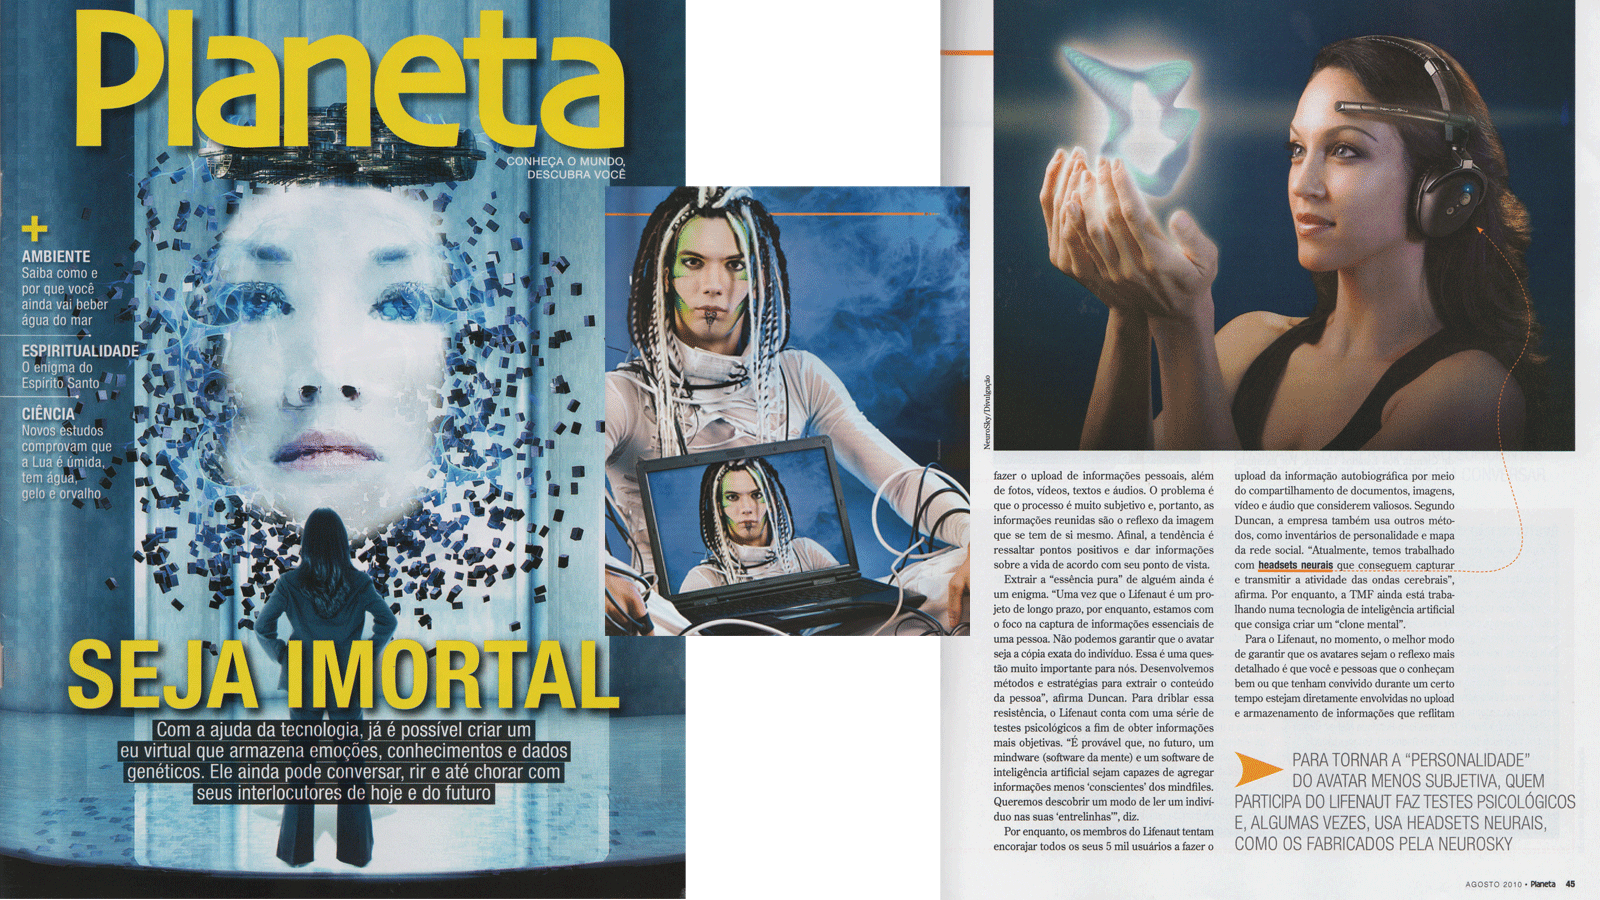 Planeta
CONHEÇA O MUNDO,
DESCUBRA VOCÊ
+
AMBIENTE
Saiba como e
por que você
ainda vai beber
água do mar
ESPIRITUALIDADE
O enigma do
Espírito Santo
CIÊNCIA
Novos estudos
comprovam que
a Lua é úmida,
tem água,
gelo e orvalho
SEJA IMORTAL
Com a ajuda da tecnologia, já é possível criar um
eu virtual que armazena emoções, conhecimentos e dados
genéticos. Ele ainda pode conversar, rir e até chorar com
seus interlocutores de hoje e do futuro
NeuroSky/Divulgação
fazer o upload de informações pessoais, além
de fotos, vídeos, textos e áudios. O problema é
que o processo é muito subjetivo e, portanto, as
informações reunidas são o reflexo da imagem
que se tem de si mesmo. Afinal, a tendência é
ressaltar pontos positivos e dar informações
sobre a vida de acordo com seu ponto de vista.
Extrair a “essência pura” de alguém ainda é
um enigma. “Uma vez que o Lifenaut é um pro-
jeto de longo prazo, por enquanto, estamos com
o foco na captura de informações essenciais de
uma pessoa. Não podemos garantir que o avatar
seja a cópia exata do indivíduo. Essa é uma ques-
tão muito importante para nós. Desenvolvemos
métodos e estratégias para extrair o conteúdo
da pessoa”, afirma Duncan. Para driblar essa
resistência, o Lifenaut conta com uma série de
testes psicológicos a fim de obter informações
mais objetivas. “É provável que, no futuro, um
mindware (software da mente) e um software de
inteligência artificial sejam capazes de agregar
informações menos ‘conscientes’ dos mindfiles.
Queremos descobrir um modo de ler um indiví-
duo nas suas ‘entrelinhas’”, diz.
Por enquanto, os membros do Lifenaut tentam
encorajar todos os seus 5 mil usuários a fazer o
upload da informação autobiográfica por meio
do compartilhamento de documentos, imagens,
vídeo e áudio que considerem valiosos. Segundo
Duncan, a empresa também usa outros méto-
dos, como inventários de personalidade e mapa
da rede social. “Atualmente, temos trabalhado
com headsets neurais que conseguem capturar
e transmitir a atividade das ondas cerebrais”,
afirma. Por enquanto, a TMF ainda está traba-
lhando numa tecnologia de inteligência artificial
que consiga criar um “clone mental”.
Para o Lifenaut, no momento, o melhor modo
de garantir que os avatares sejam o reflexo mais
detalhado é que você e pessoas que o conheçam
bem ou que tenham convivido durante um certo
tempo estejam diretamente envolvidas no upload
e armazenamento de informações que reflitam
PARA TORNAR A “PERSONALIDADE”
DO AVATAR MENOS SUBJETIVA, QUEM
PARTICIPA DO LIFENAUT FAZ TESTES PSICOLÓGICOS
E, ALGUMAS VEZES, USA HEADSETS NEURAIS,
COMO OS FABRICADOS PELA NEUROSKY
AGOSTO 2010 • Planeta 45